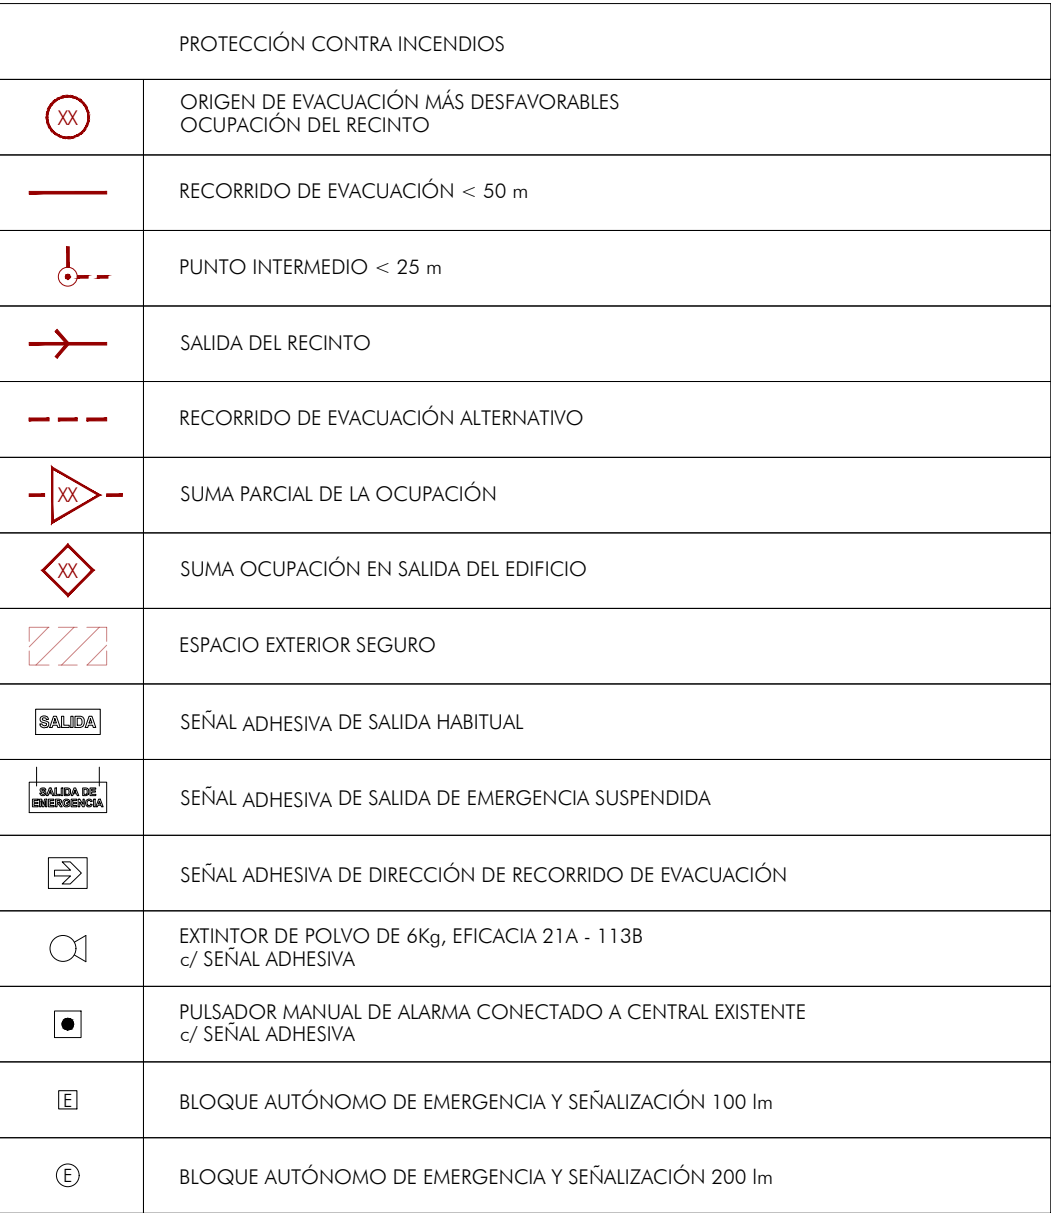 PROTECCIÓN CONTRA INCENDIOS
XX
ORIGEN DE EVACUACIÓN MÁS DESFAVORABLES
OCUPACIÓN DEL RECINTO
RECORRIDO DE EVACUACIÓN < 50 m
PUNTO INTERMEDIO < 25 m
SALIDA DEL RECINTO
RECORRIDO DE EVACUACIÓN ALTERNATIVO
XX
SUMA PARCIAL DE LA OCUPACIÓN
XX
SUMA OCUPACIÓN EN SALIDA DEL EDIFICIO
ESPACIO EXTERIOR SEGURO
SALIDA
SEÑAL ADHESIVA DE SALIDA HABITUAL
SALIDA DE
EMERGENCIA
SEÑAL ADHESIVA DE SALIDA DE EMERGENCIA SUSPENDIDA
SEÑAL ADHESIVA DE DIRECCIÓN DE RECORRIDO DE EVACUACIÓN
EXTINTOR DE POLVO DE 6Kg, EFICACIA 21A - 113B
c/ SEÑAL ADHESIVA
PULSADOR MANUAL DE ALARMA CONECTADO A CENTRAL EXISTENTE
c/ SEÑAL ADHESIVA
E
BLOQUE AUTÓNOMO DE EMERGENCIA Y SEÑALIZACIÓN 100 lm
E
BLOQUE AUTÓNOMO DE EMERGENCIA Y SEÑALIZACIÓN 200 lm